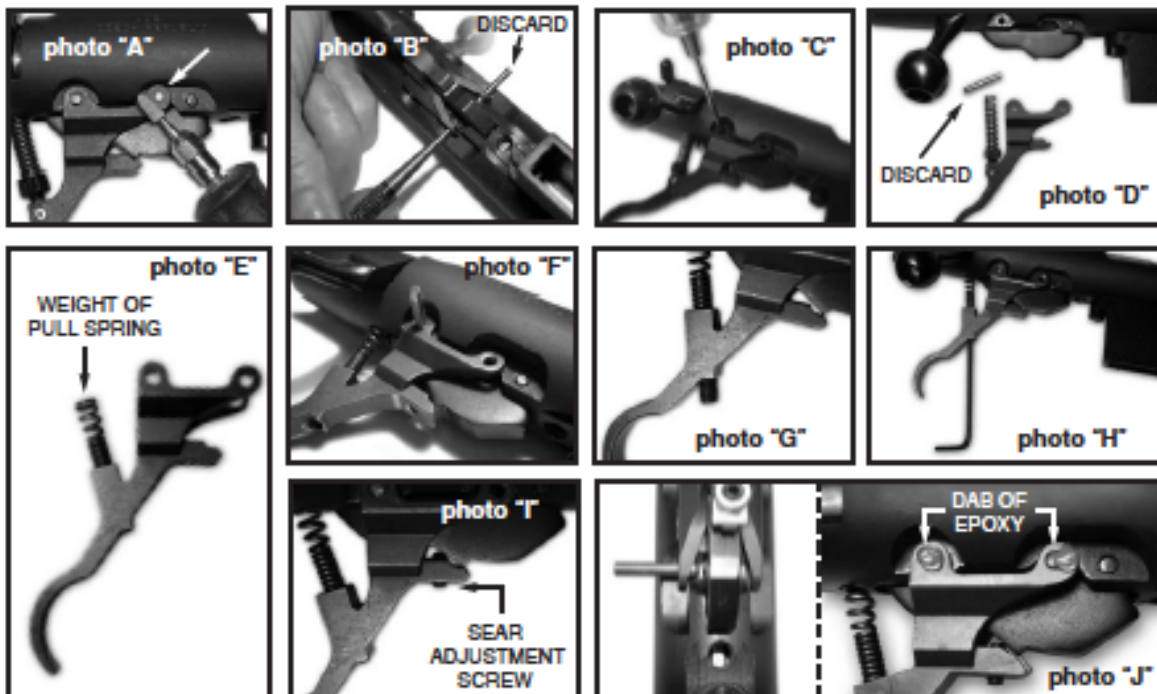 photo "A"
photo "B"
DISCARD
photo "C"
DISCARD
photo "D"
photo "E"
WEIGHT OF
PULL SPRING
photo "F"
photo "G"
photo "H"
photo "I"
SEAR
ADJUSTMENT
SCREW
DAB OF
EPOXY
photo "J"